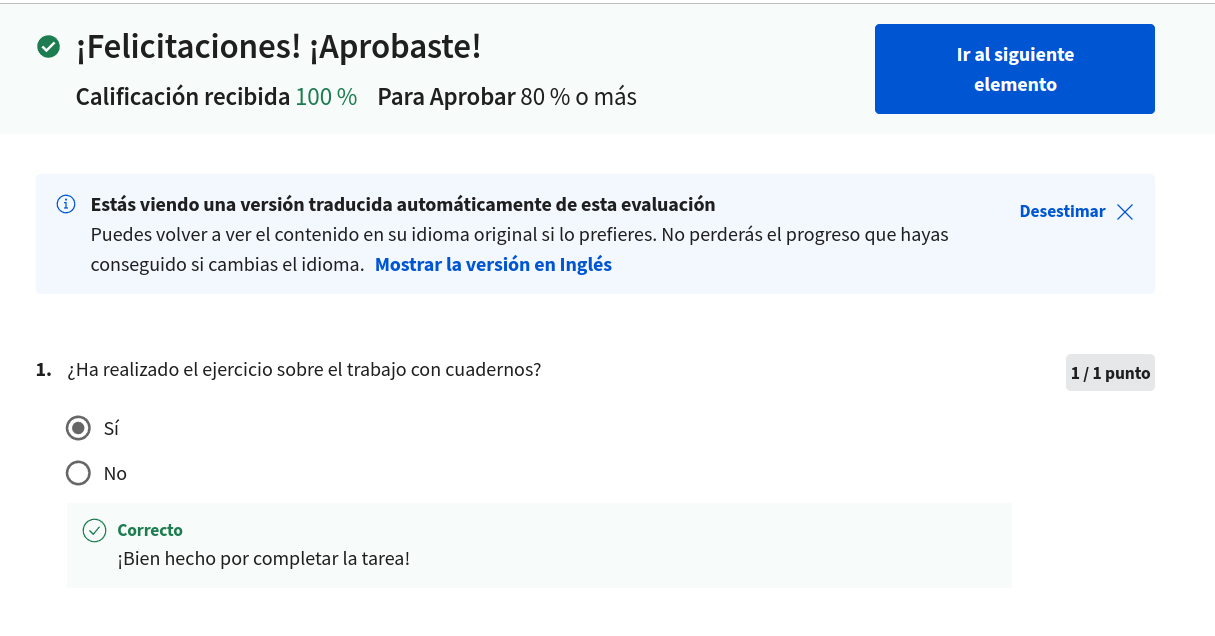 ¡Felicitaciones! ¡Aprobaste!
Calificación recibida 100 % Para Aprobar 80 % o más
Ir al siguiente
elemento
Estás viendo una versión traducida automáticamente de esta evaluación
Desestimar
Puedes volver a ver el contenido en su idioma original si lo prefieres. No perderás el progreso que hayas
conseguido si cambias el idioma. Mostrar la versión en Inglés
1. ¿Ha realizado el ejercicio sobre el trabajo con cuadernos?
1 / 1 punto
Sí
No
Correcto
¡Bien hecho por completar la tarea!